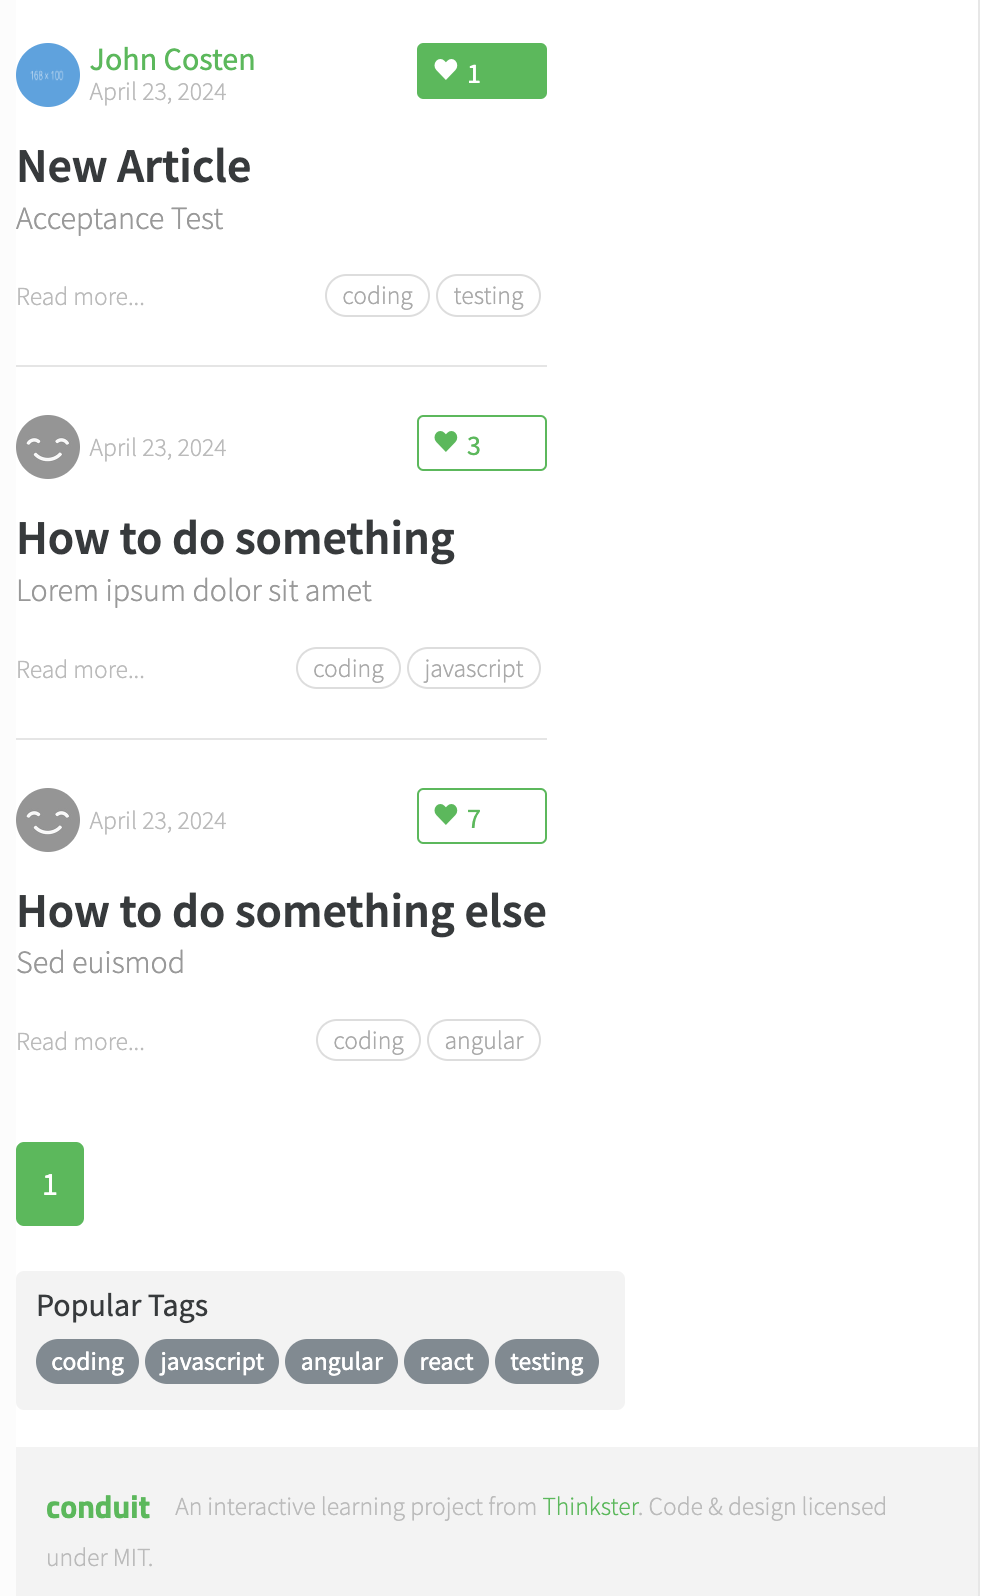 168 x 100
John Costen
April 23, 2024
1
New Article
Acceptance Test
Read more...
coding testing
April 23, 2024
3
How to do something
Lorem ipsum dolor sit amet
Read more...
coding javascript
April 23, 2024
7
How to do something else
Sed euismod
Read more...
coding angular
1
Popular Tags
coding javascript angular react testing
conduit An interactive learning project from Thinkster. Code & design licensed
under MIT.